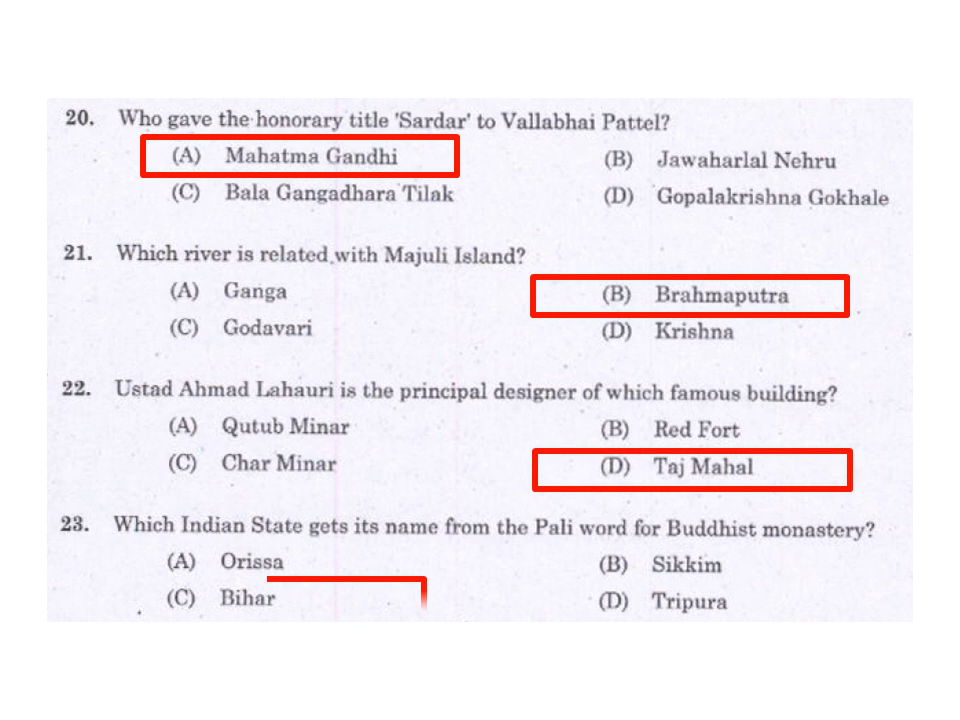 20. Who gave the honorary title 'Sardar' to Vallabhai Pattel?
(A) Mahatma Gandhi (B) Jawaharlal Nehru
(C) Bala Gangadhara Tilak (D) Gopalakrishna Gokhale
21. Which river is related with Majuli Island?
(A) Ganga (B) Brahmaputra
(C) Godavari (D) Krishna
22. Ustad Ahmad Lahauri is the principal designer of which famous building?
(A) Qutub Minar (B) Red Fort
(C) Char Minar (D) Taj Mahal
23. Which Indian State gets its name from the Pali word for Buddhist monastery?
(A) Orissa (B) Sikkim
(C) Bihar (D) Tripura